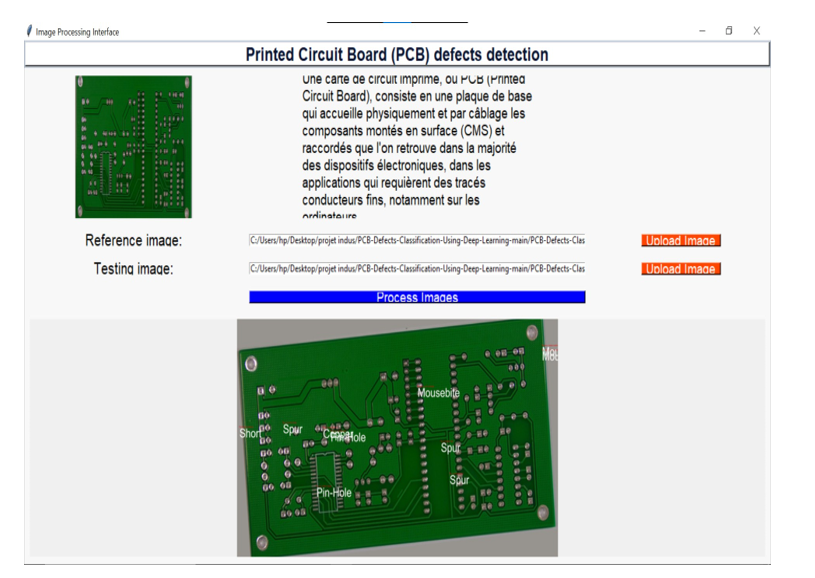 Image Processing Interface
Printed Circuit Board (PCB) defects detection
Une carte de circuit imprimé, ou PCB (Printed
Circuit Board), consiste en une plaque de base
qui accueille physiquement et par câblage les
composants montés en surface (CMS) et
raccordés que l'on retrouve dans la majorité
des dispositifs électroniques, dans les
applications qui requièrent des tracés
conducteurs fins, notamment sur les
ordinateurs
Reference image:
C:/Users/hp/Desktop/projet indus/PCB-Defects-Classification-Using-Deep-Learning-main/PCB-Defects-Clas
Upload Image
Testing image:
C:/Users/hp/Desktop/projet indus/PCB-Defects-Classification-Using-Deep-Learning-main/PCB-Defects-Clas
Upload Image
Process Images
Mousebite
Short
Spur
Pin-Hole
Spur
Spur
Pin-Hole